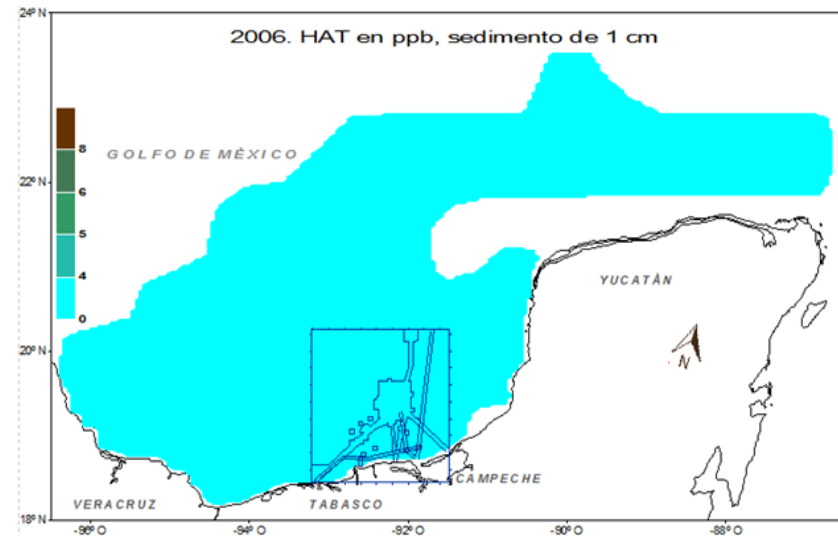 24º N
2006. HAT en ppb, sedimento de 1 cm
8
GOLFO DE MÈXICO
22º N
6
5
YUCATÀN
4
0
20º N
N
CAMPECHE
VERACRUZ
TABASCO
18º N
-96º O
-94º O
-92º O
-90º O
-88º O